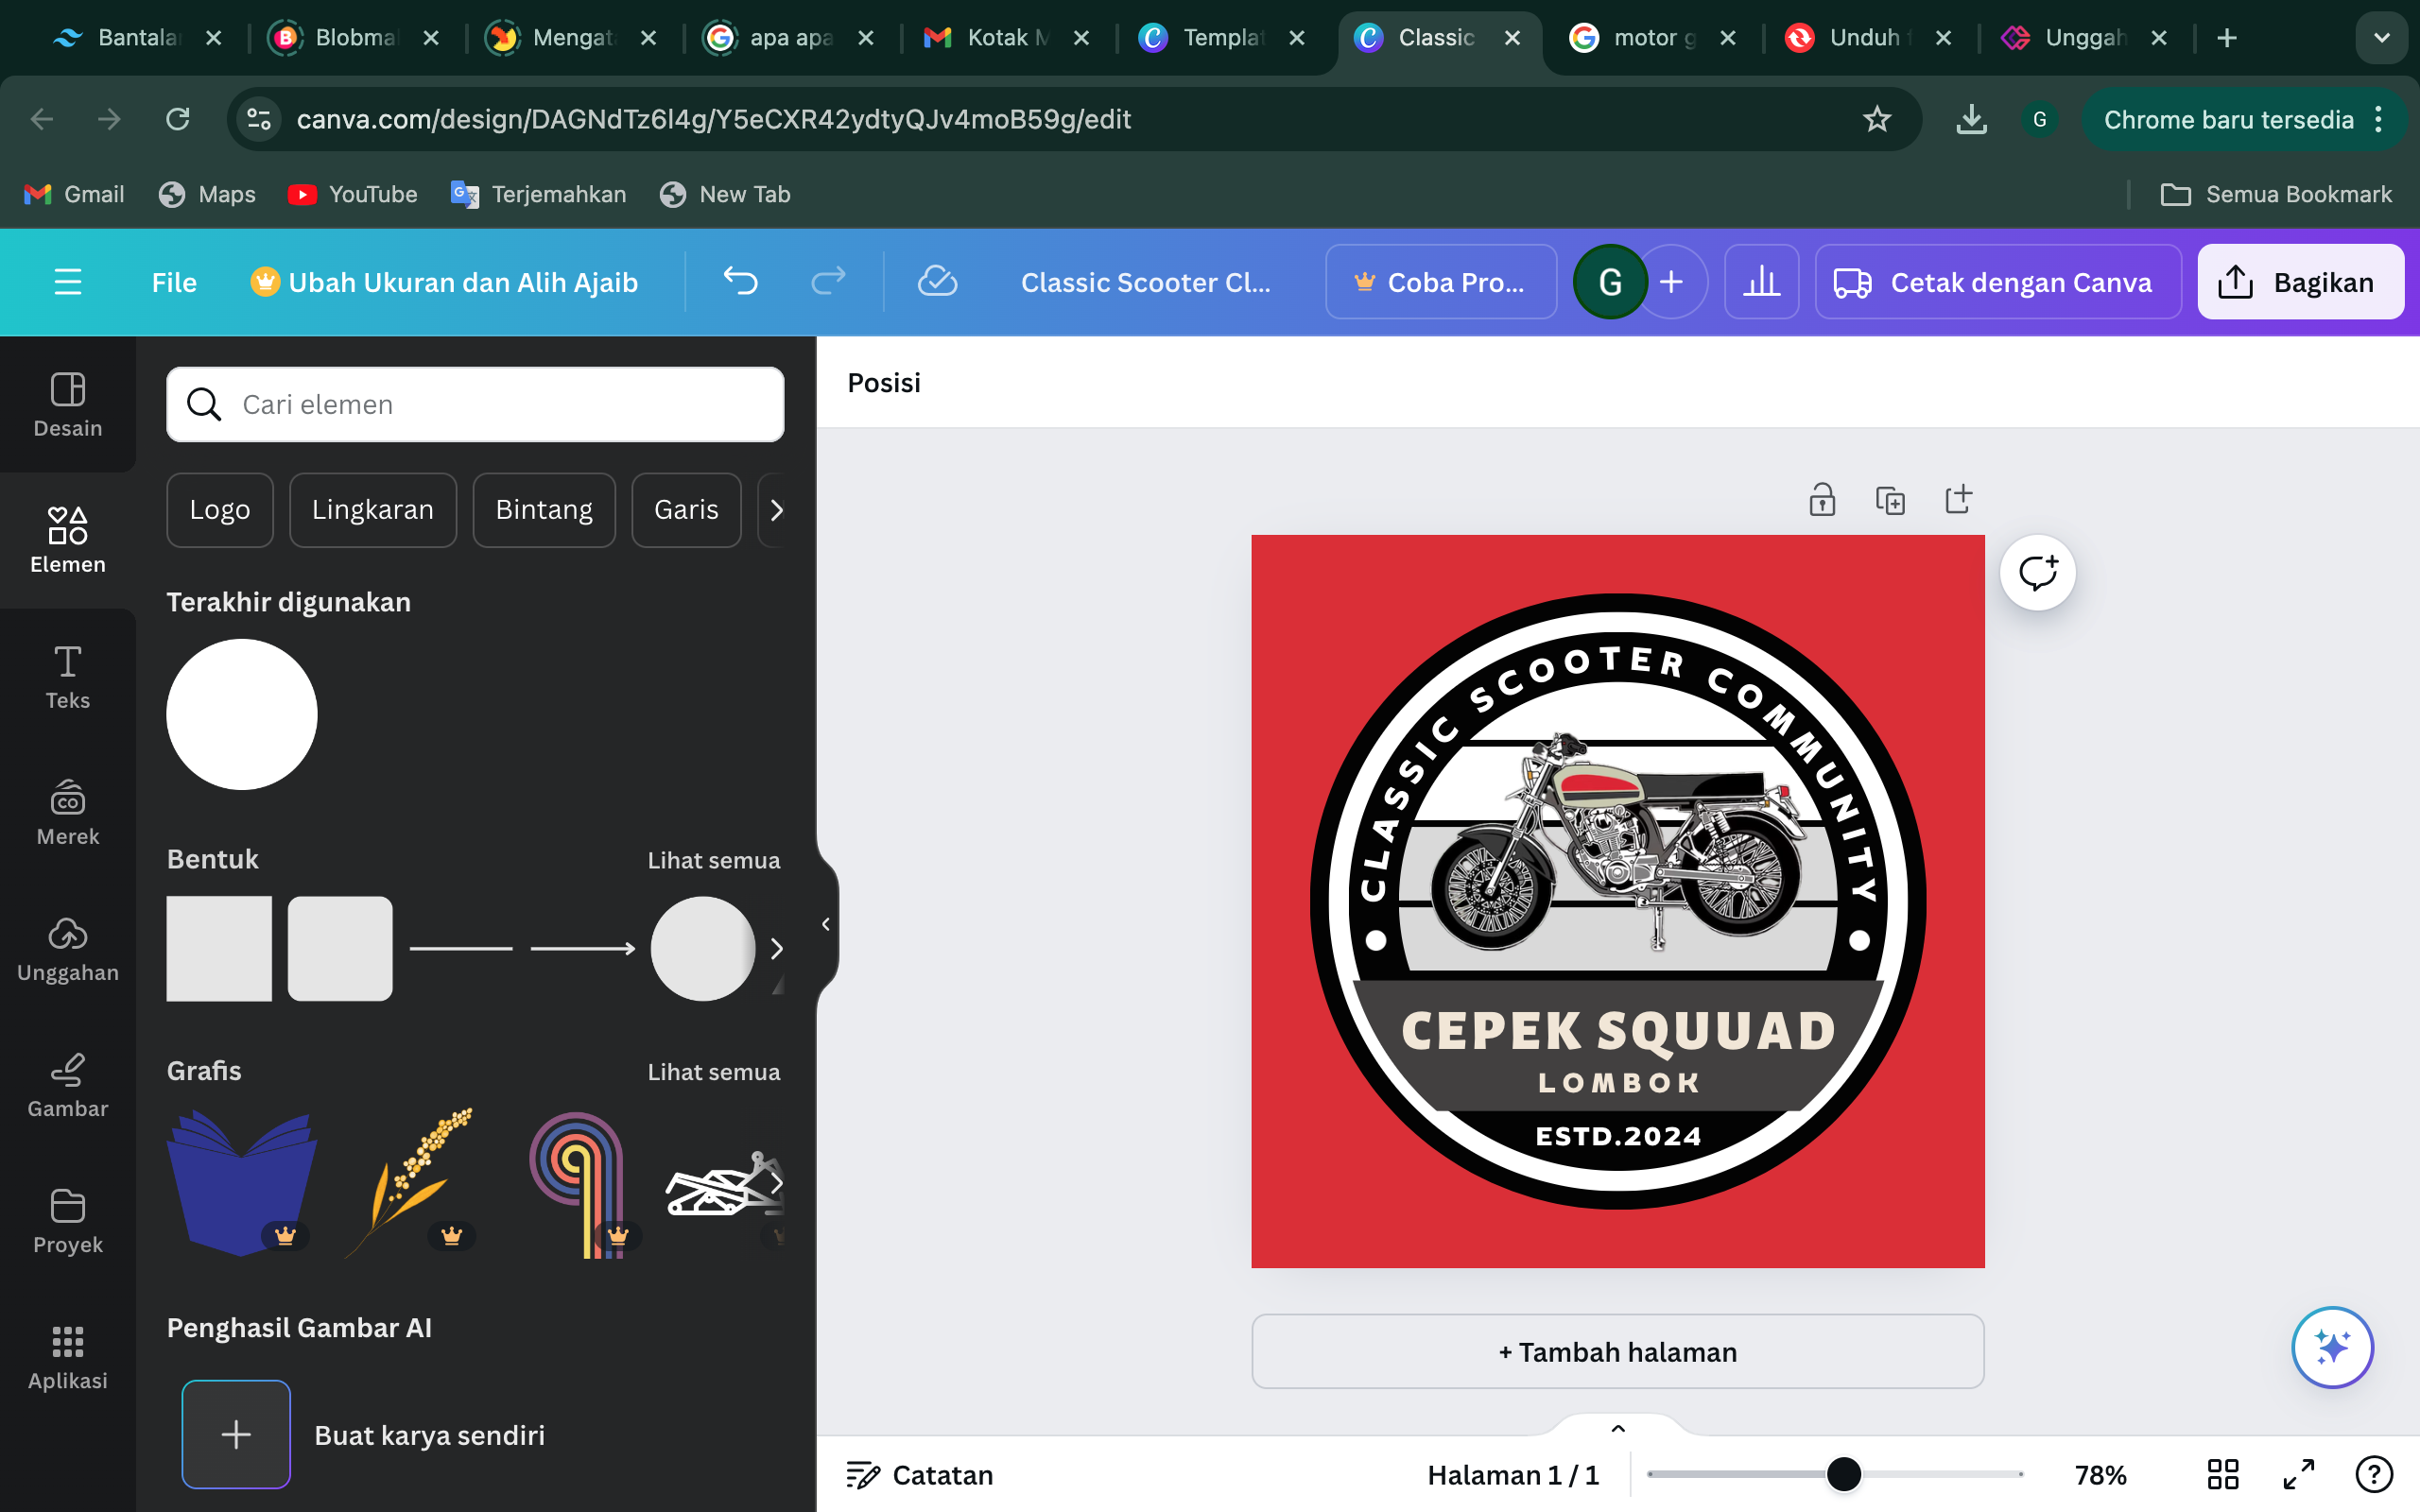 Bantala
Blobma
Mengat
apa apa
Kotak M
Templat
Classic
motor g
Unduh f
Unggah
canva.com/design/DAGNdTz6l4g/Y5eCXR42ydtyQJv4moB59g/edit
G
Chrome baru tersedia
Gmail
Maps
YouTube
Terjemahkan
New Tab
Semua Bookmark
File
Ubah Ukuran dan Alih Ajaib
Classic Scooter Cl...
Coba Pro...
G
Cetak dengan Canva
Bagikan
Desain
Elemen
Teks
Merek
Unggahan
Gambar
Proyek
Aplikasi
Cari elemen
Logo
Lingkaran
Bintang
Garis
Terakhir digunakan
Bentuk
Lihat semua
Grafis
Lihat semua
Penghasil Gambar AI
Buat karya sendiri
Posisi
CLASSIC SCOOTER COMMUNITY
CEPEK SQUUAD
LOMBOK
ESTD.2024
+ Tambah halaman
Catatan
Halaman 1 / 1
78%